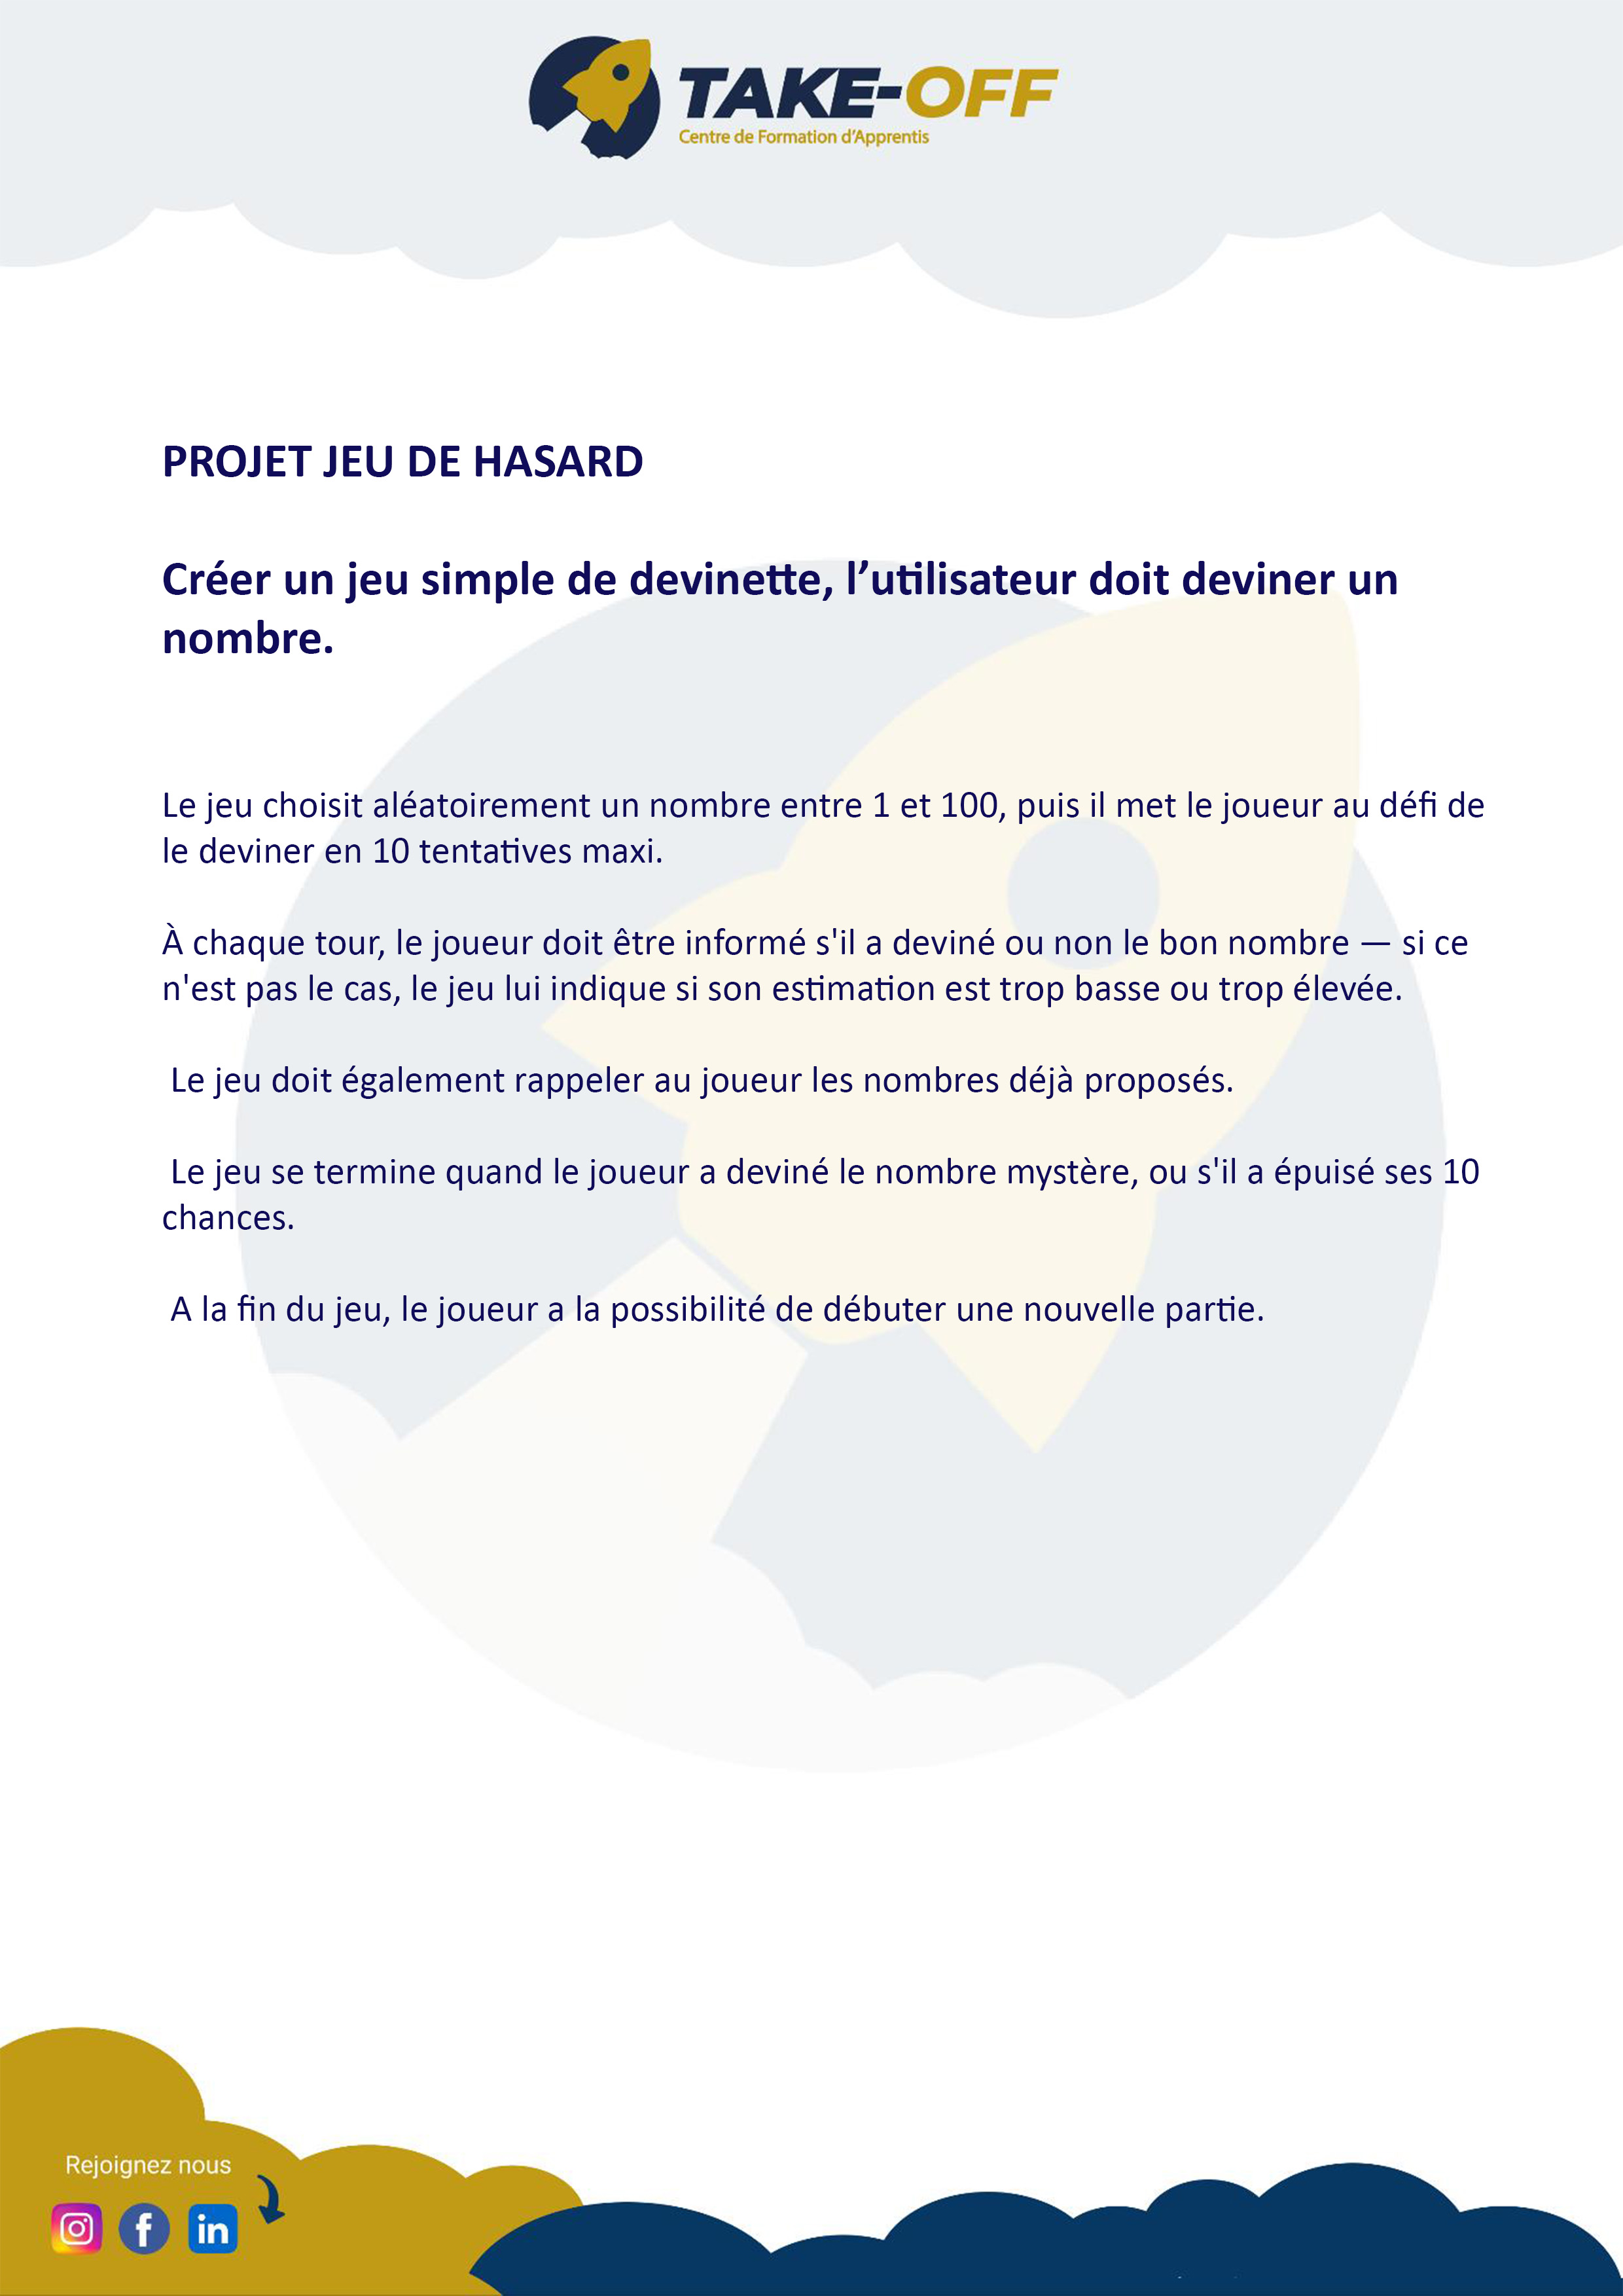 TAKE-OFF
Centre de Formation d'Apprentis
PROJET JEU DE HASARD
Créer un jeu simple de devinette, l’utilisateur doit deviner un
nombre.
Le jeu choisit aléatoirement un nombre entre 1 et 100, puis il met le joueur au défi de
le deviner en 10 tentatives maxi.
À chaque tour, le joueur doit être informé s'il a deviné ou non le bon nombre — si ce
n'est pas le cas, le jeu lui indique si son estimation est trop basse ou trop élevée.
Le jeu doit également rappeler au joueur les nombres déjà proposés.
Le jeu se termine quand le joueur a deviné le nombre mystère, ou s'il a épuisé ses 10
chances.
A la fin du jeu, le joueur a la possibilité de débuter une nouvelle partie.
Rejoignez nous